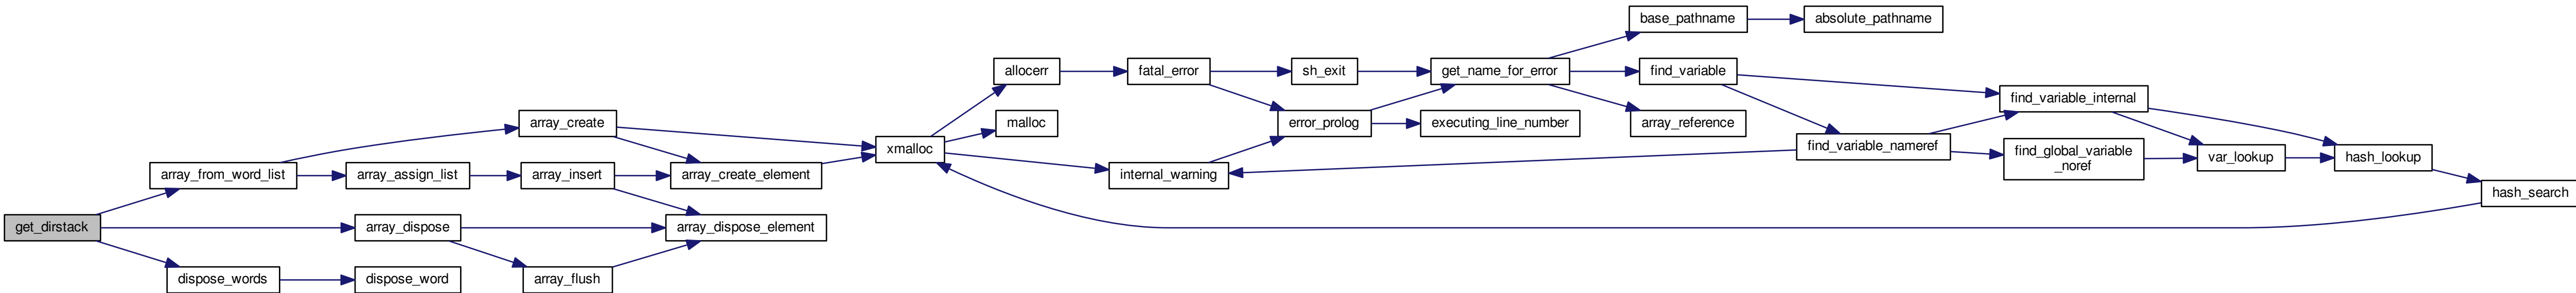 base_pathname
absolute_pathname
allocerr
fatal_error
sh_exit
get_name_for_error
find_variable
find_variable_internal
array_create
malloc
error_prolog
executing_line_number
array_reference
xmalloc
find_variable_nameref
find_global_variable
_noref
var_lookup
hash_lookup
array_from_word_list
array_assign_list
array_insert
array_create_element
internal_warning
hash_search
get_dirstack
array_dispose
array_dispose_element
dispose_words
dispose_word
array_flush